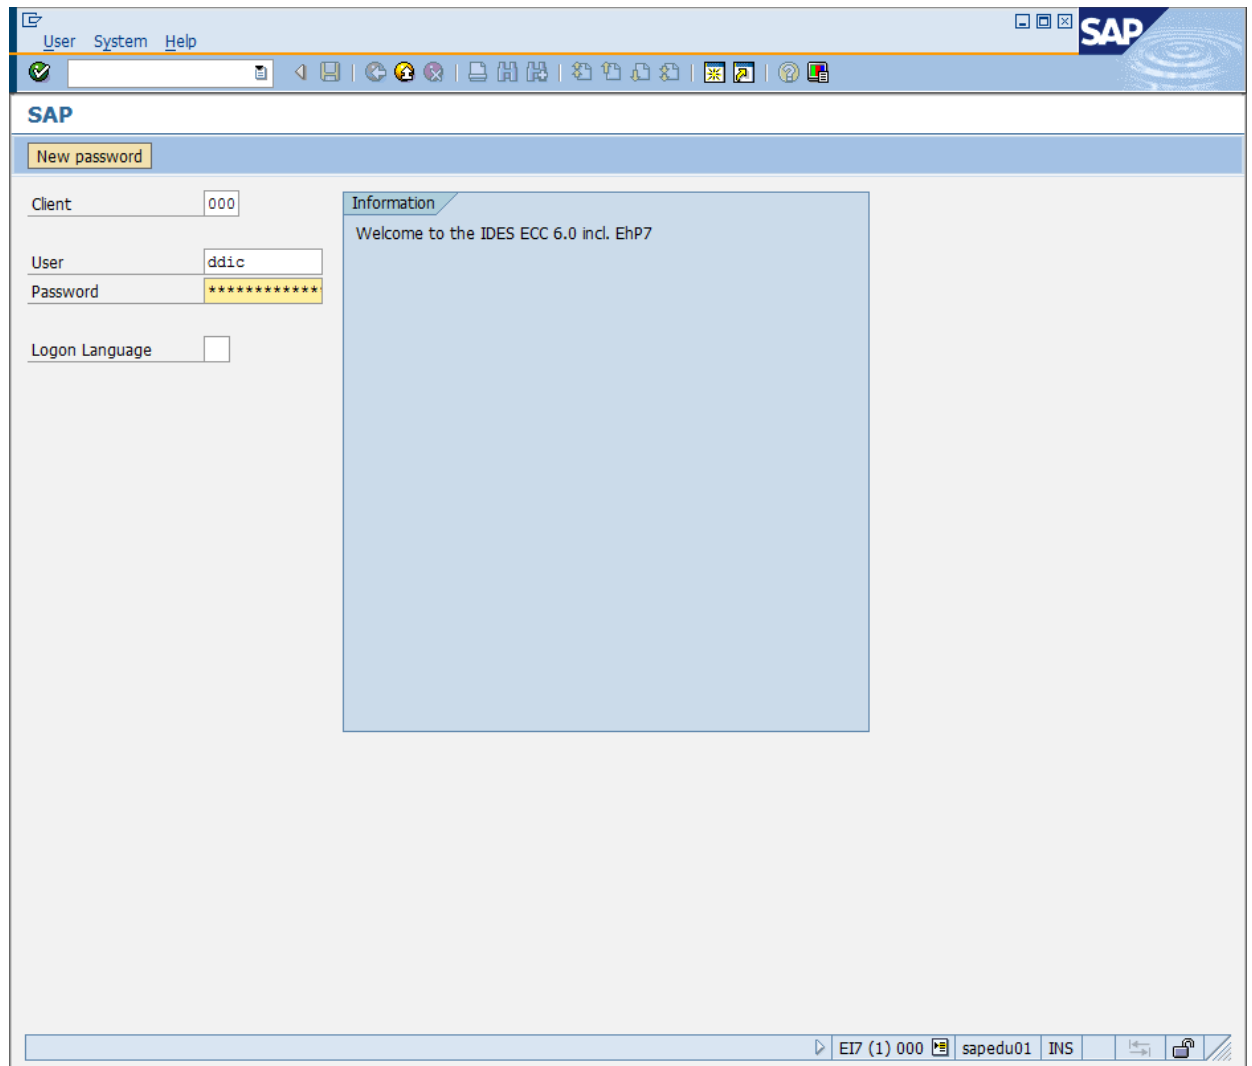 User System Help
SAP
SAP
New password
Client 000
Information
Welcome to the IDES ECC 6.0 incl. EhP7
User ddic
Password *************
Logon Language
EI7 (1) 000 sapedu01 INS